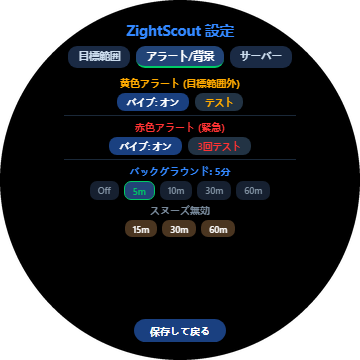 ZightScout 設定
目標範囲 アラート/背景 サーバー
黄色アラート (目標範囲外)
バイブ: オン テスト
赤色アラート (緊急)
バイブ: オン 3回テスト
バックグラウンド: 5分
Off 5m 10m 30m 60m
スヌーズ無効
15m 30m 60m
保存して戻る